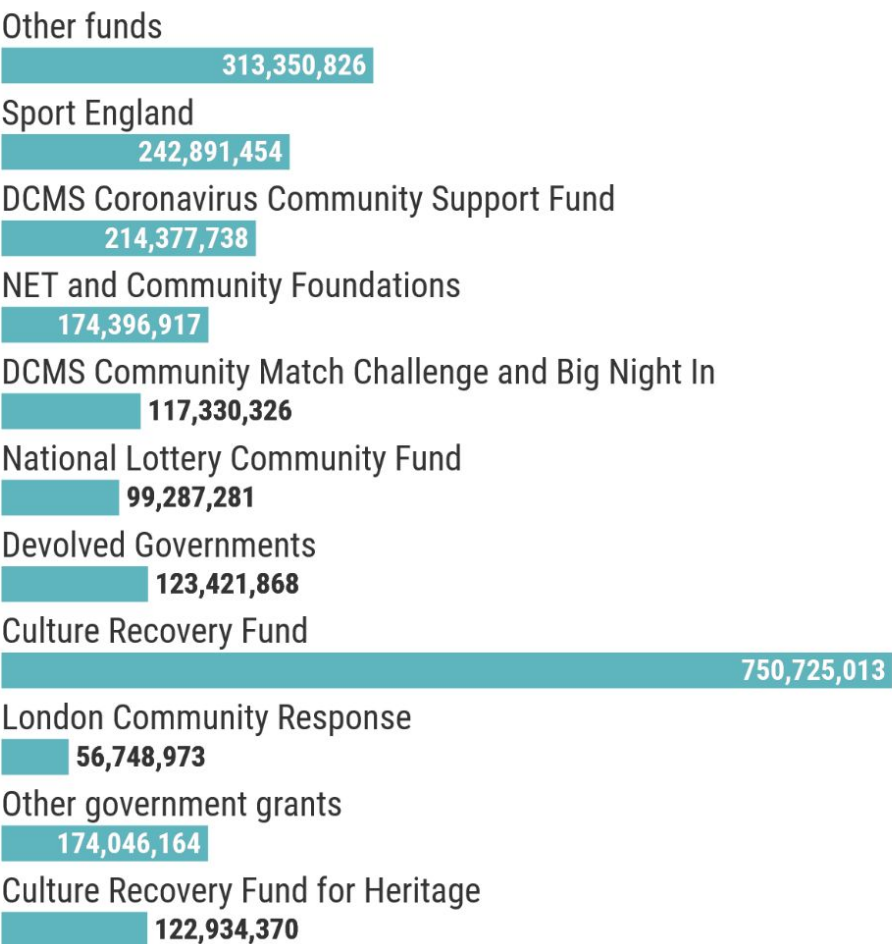 Other funds
313,350,826
Sport England
242,891,454
DCMS Coronavirus Community Support Fund
214,377,738
NET and Community Foundations
174,396,917
DCMS Community Match Challenge and Big Night In
117,330,326
National Lottery Community Fund
99,287,281
Devolved Governments
123,421,868
Culture Recovery Fund
750,725,013
London Community Response
56,748,973
Other government grants
174,046,164
Culture Recovery Fund for Heritage
122,934,370